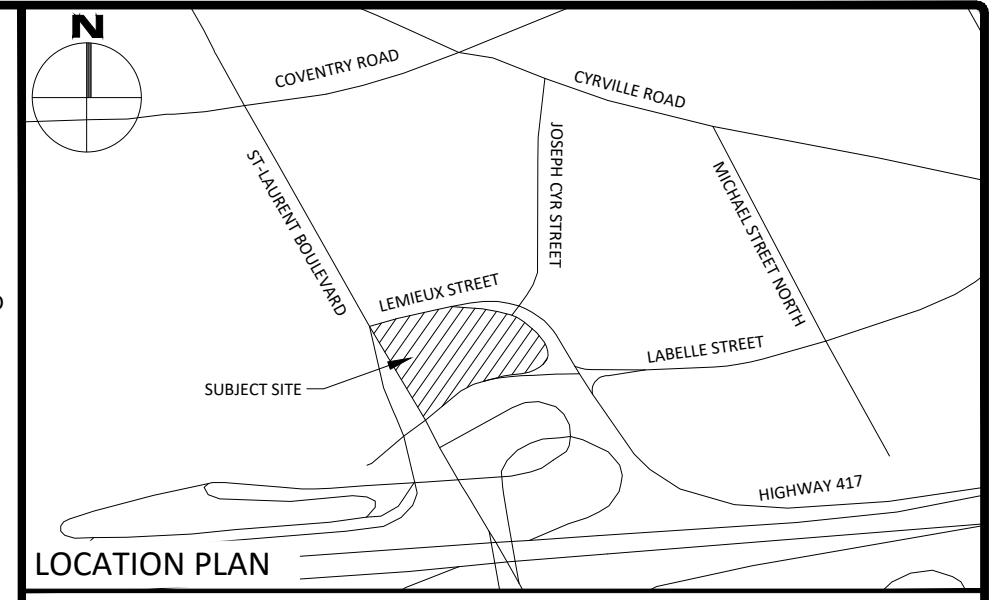 N
COVENTRY ROAD
CYRVILLE ROAD
ST-LAURENT BOULEVARD
JOSEPH CYR STREET
MICHAEL STREET NORTH
LEMIEUX STREET
LABELLE STREET
SUBJECT SITE
HIGHWAY 417
LOCATION PLAN